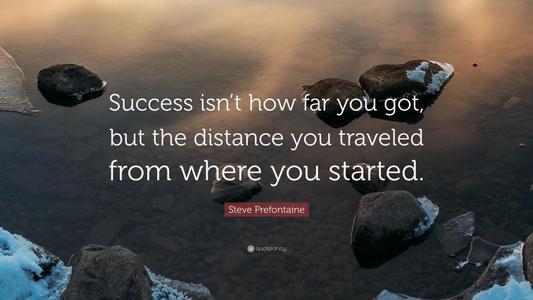 Success isn't how far you got,
but the distance you traveled
from where you started.
Steve Prefontaine
quotefancy